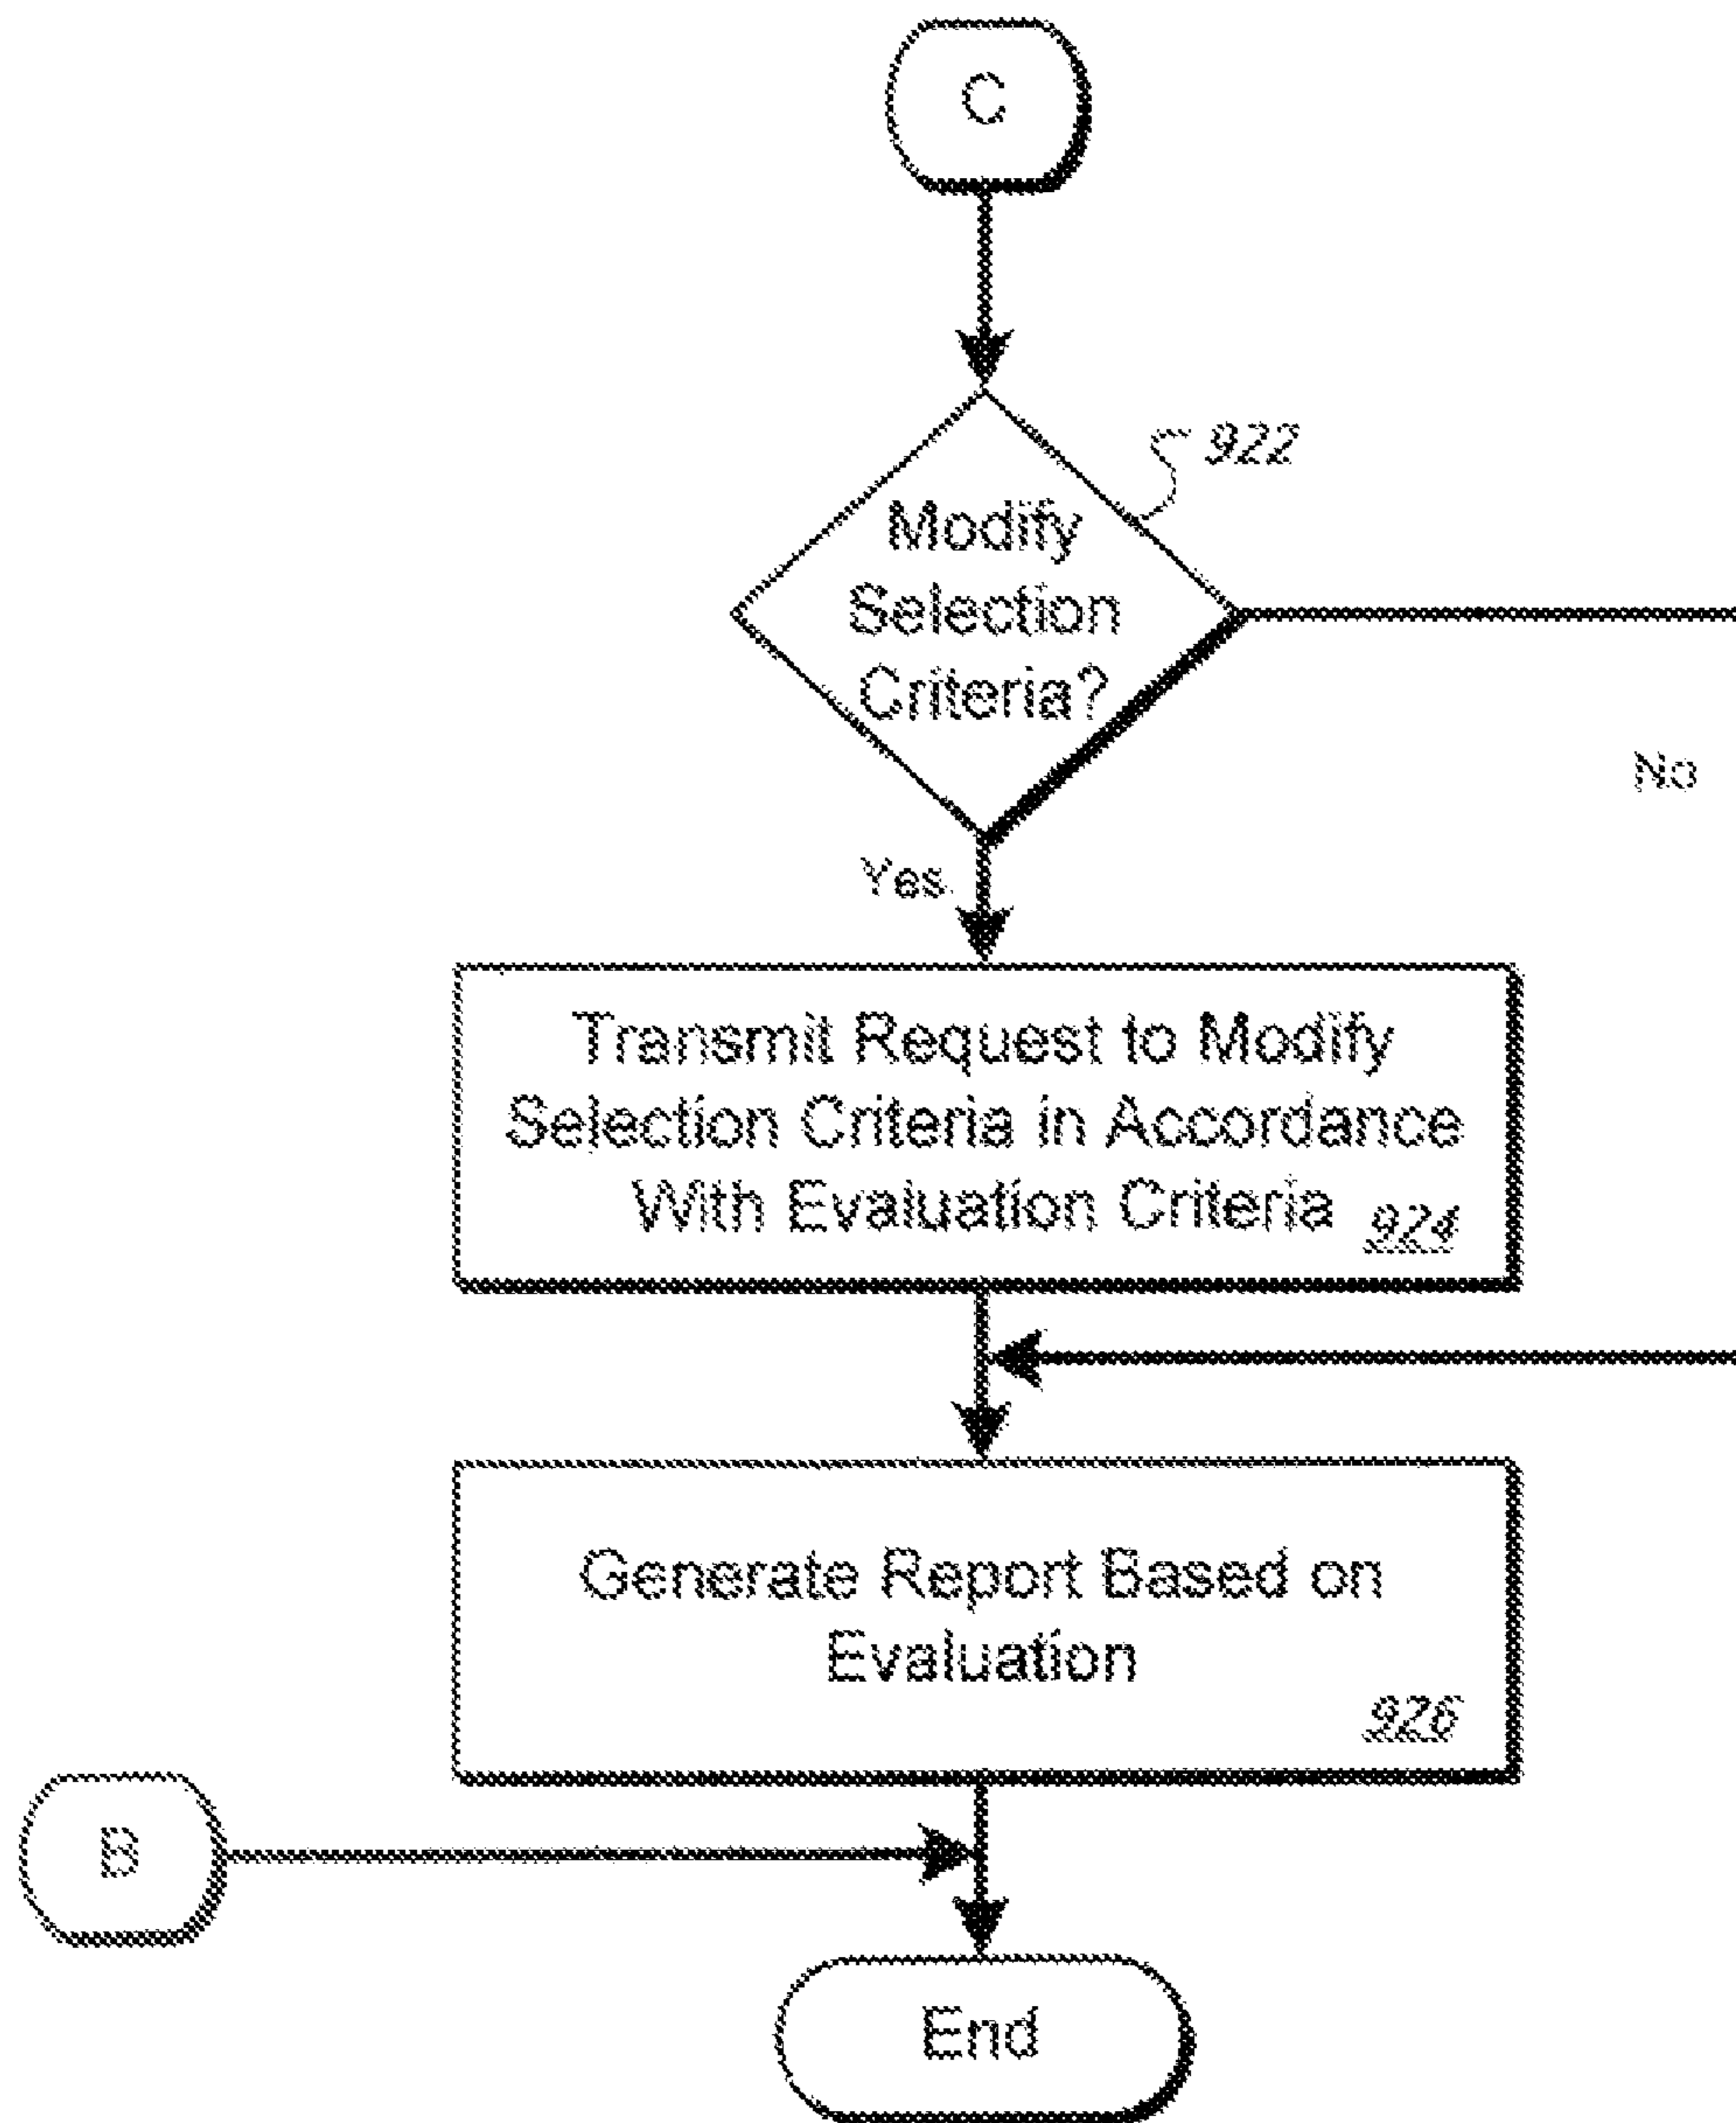 C
922
Modify
Selection
Criteria?
No
Yes
Transmit Request to Modify
Selection Criteria in Accordance
With Evaluation Criteria 924
Generate Report Based on
Evaluation
926
B
End